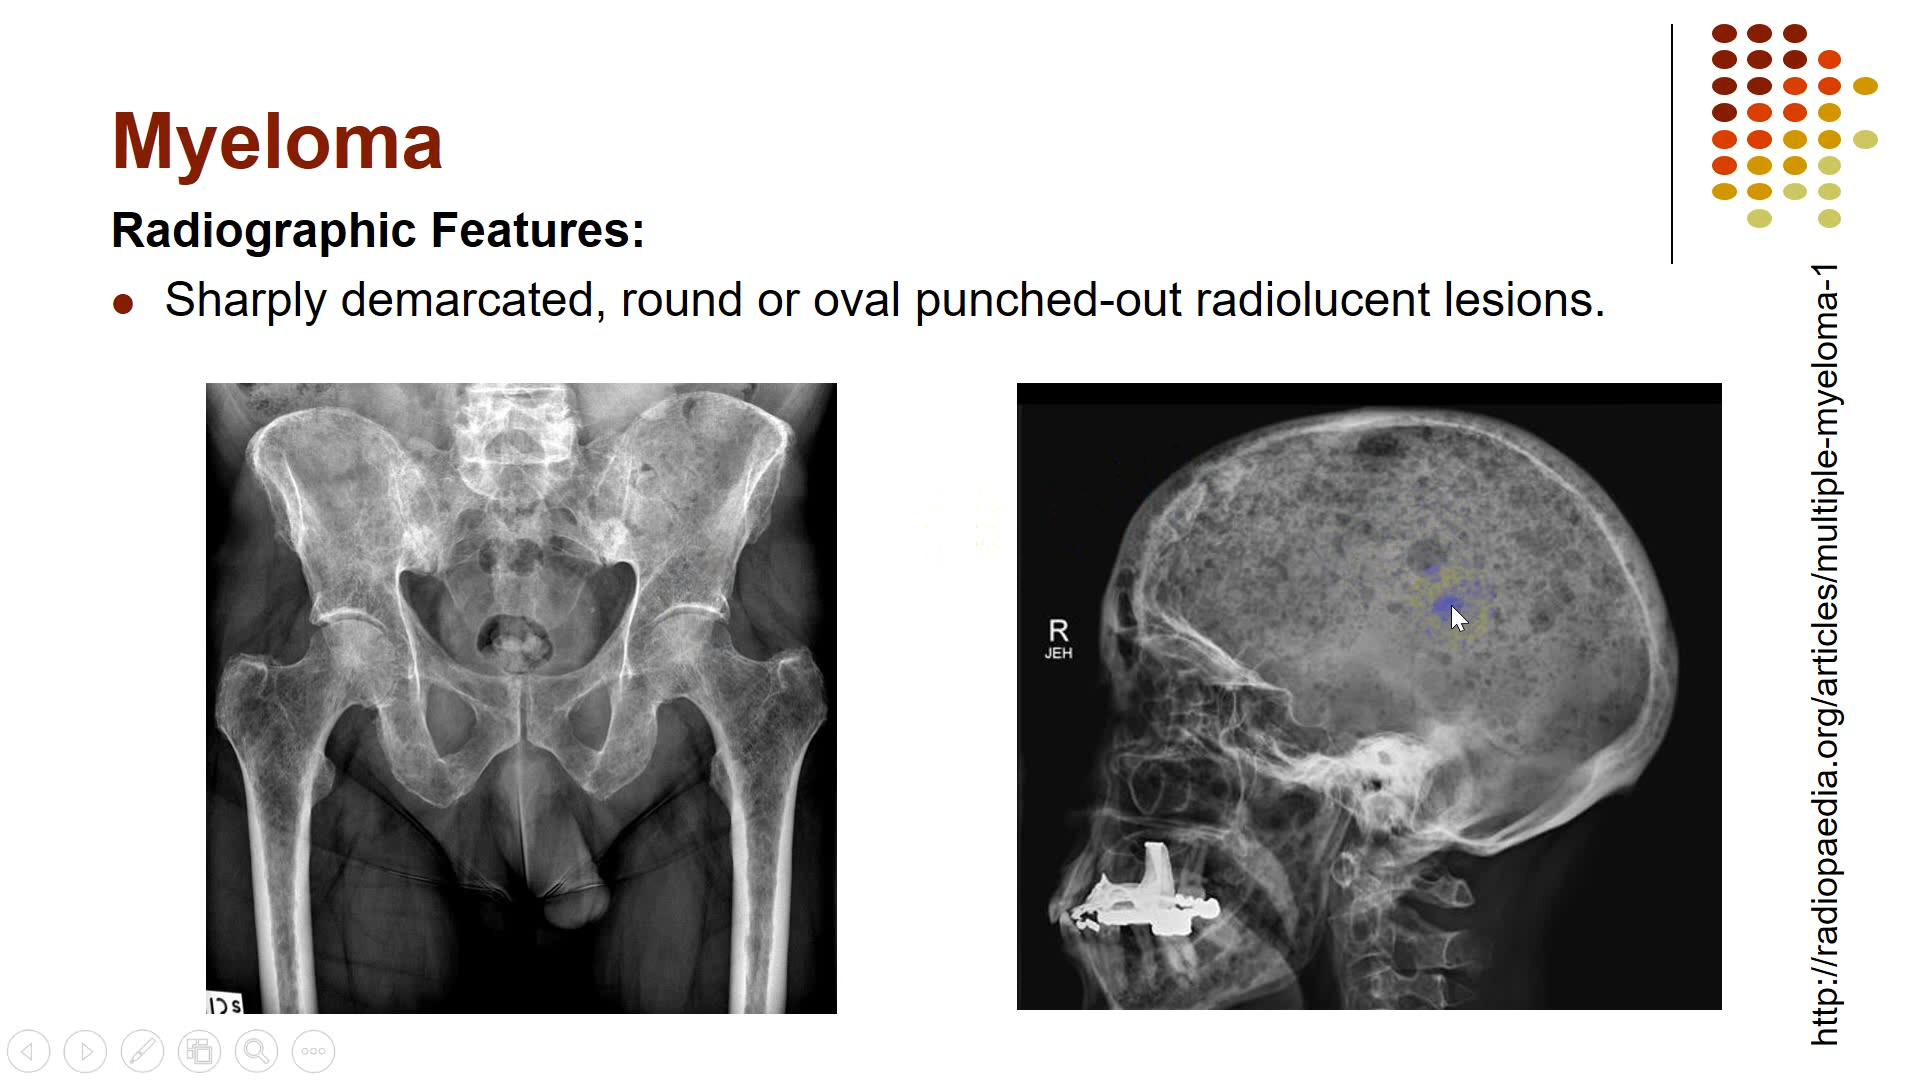 Myeloma
Radiographic Features:
Sharply demarcated, round or oval punched-out radiolucent lesions.
R
JEH
http://radiopaedia.org/articles/multiple-myeloma-1